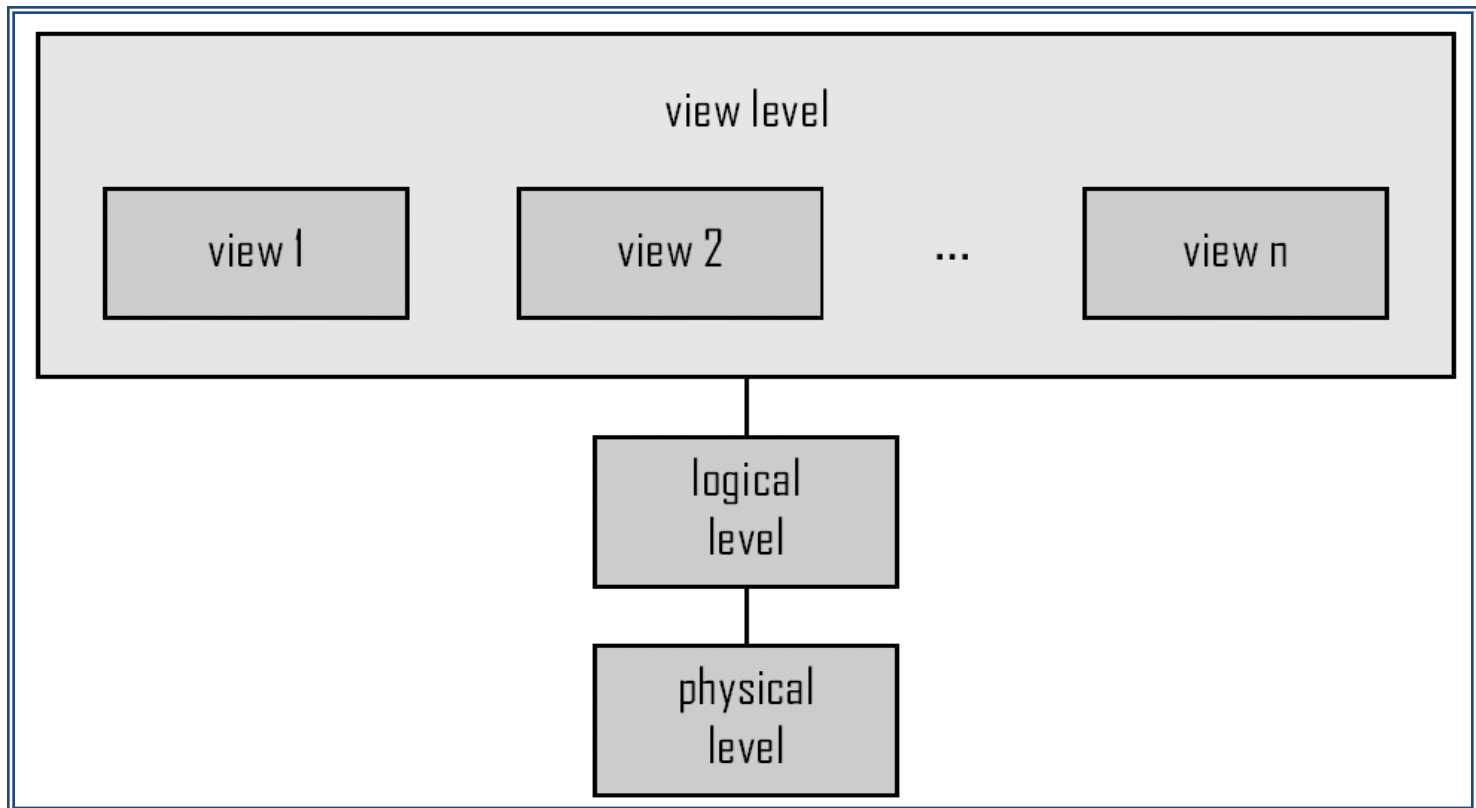 view level
view 1
view 2
...
view n
logical
level
physical
level